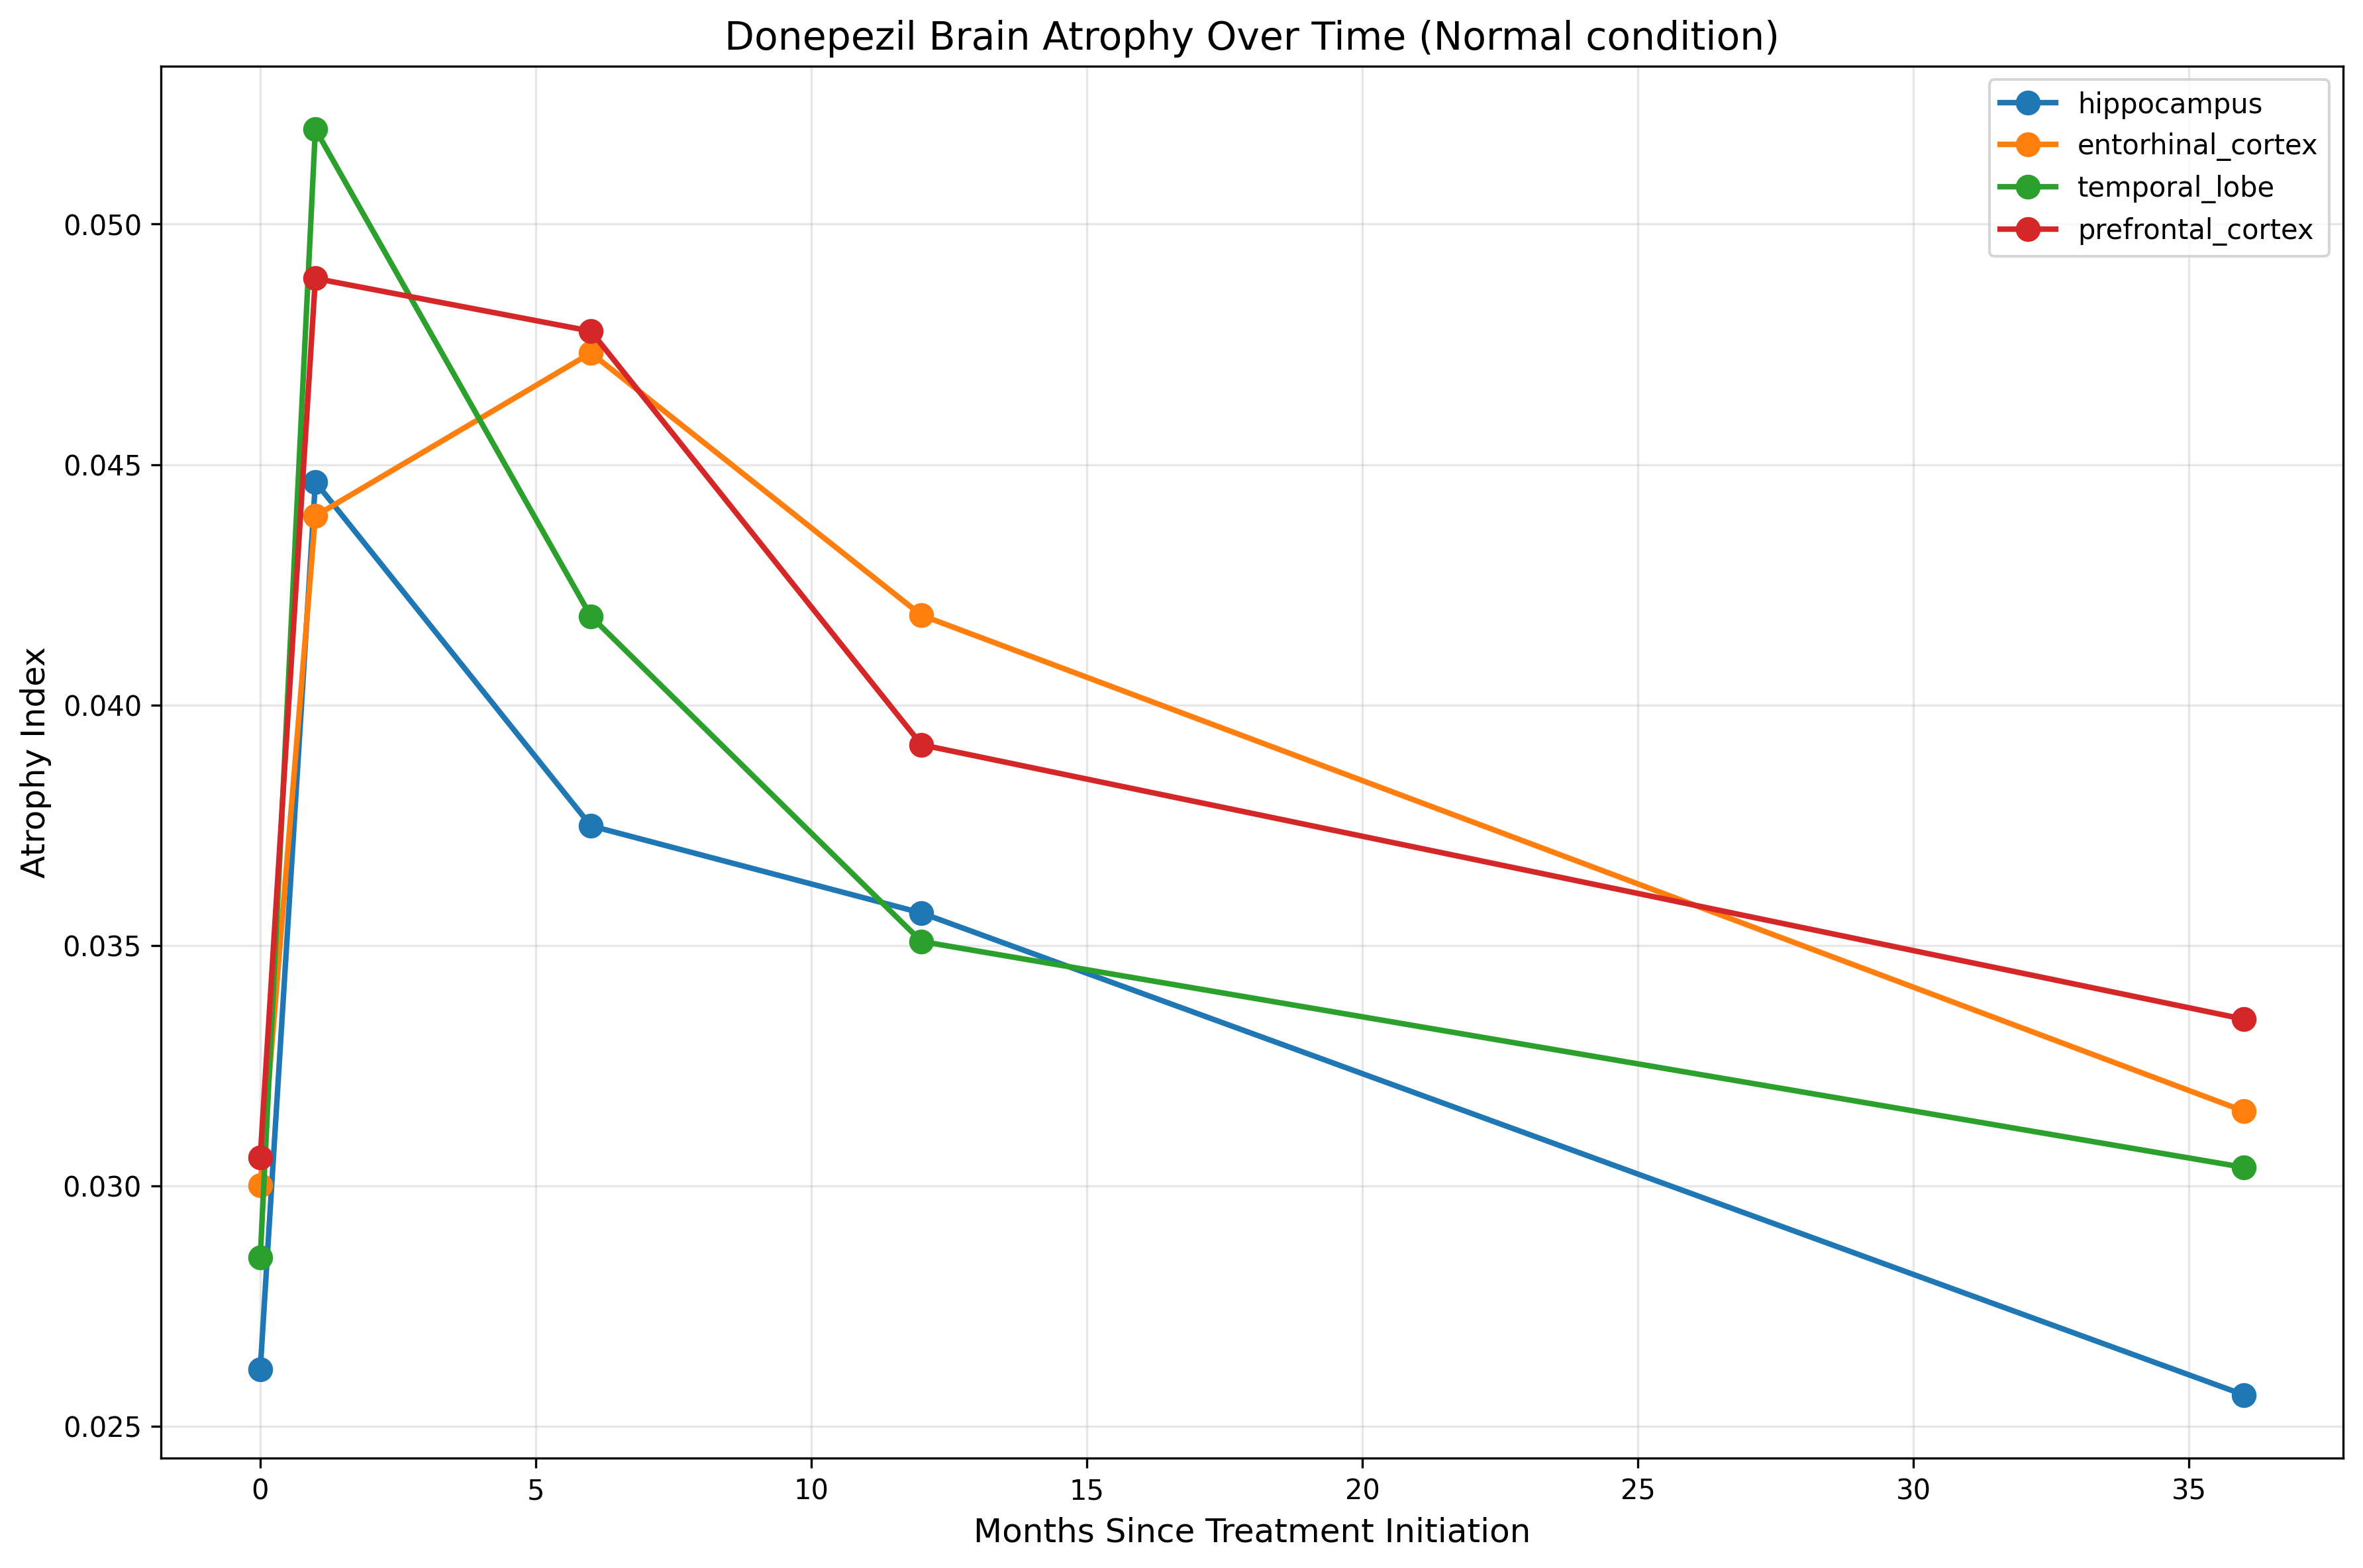 Donepezil Brain Atrophy Over Time (Normal condition)
hippocampus
entorhinal_cortex
temporal_lobe
prefrontal_cortex
Atrophy Index
0.050
0.045
0.040
0.035
0.030
0.025
0 5 10 15 20 25 30 35
Months Since Treatment Initiation